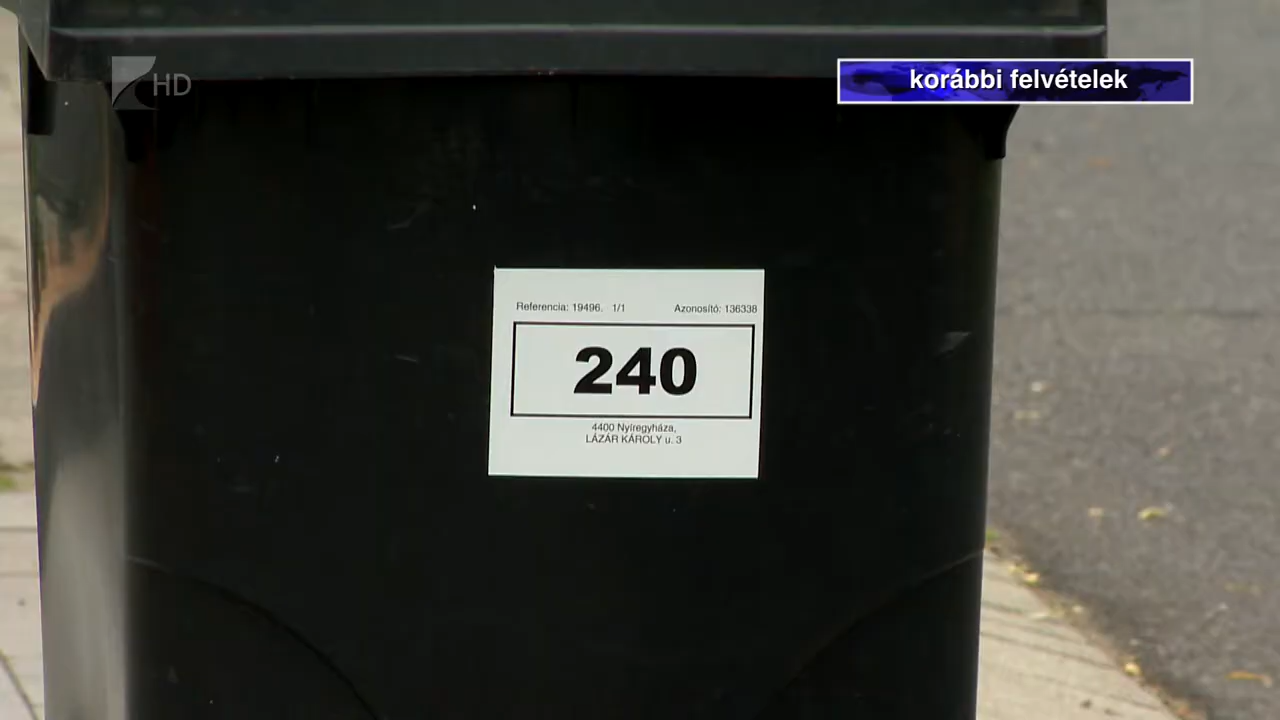 HD
korábbi felvételek
Referencia: 19496. 1/1 Azonosító: 136338
240
4400 Nyíregyháza,
LÁZÁR KÁROLY u. 3